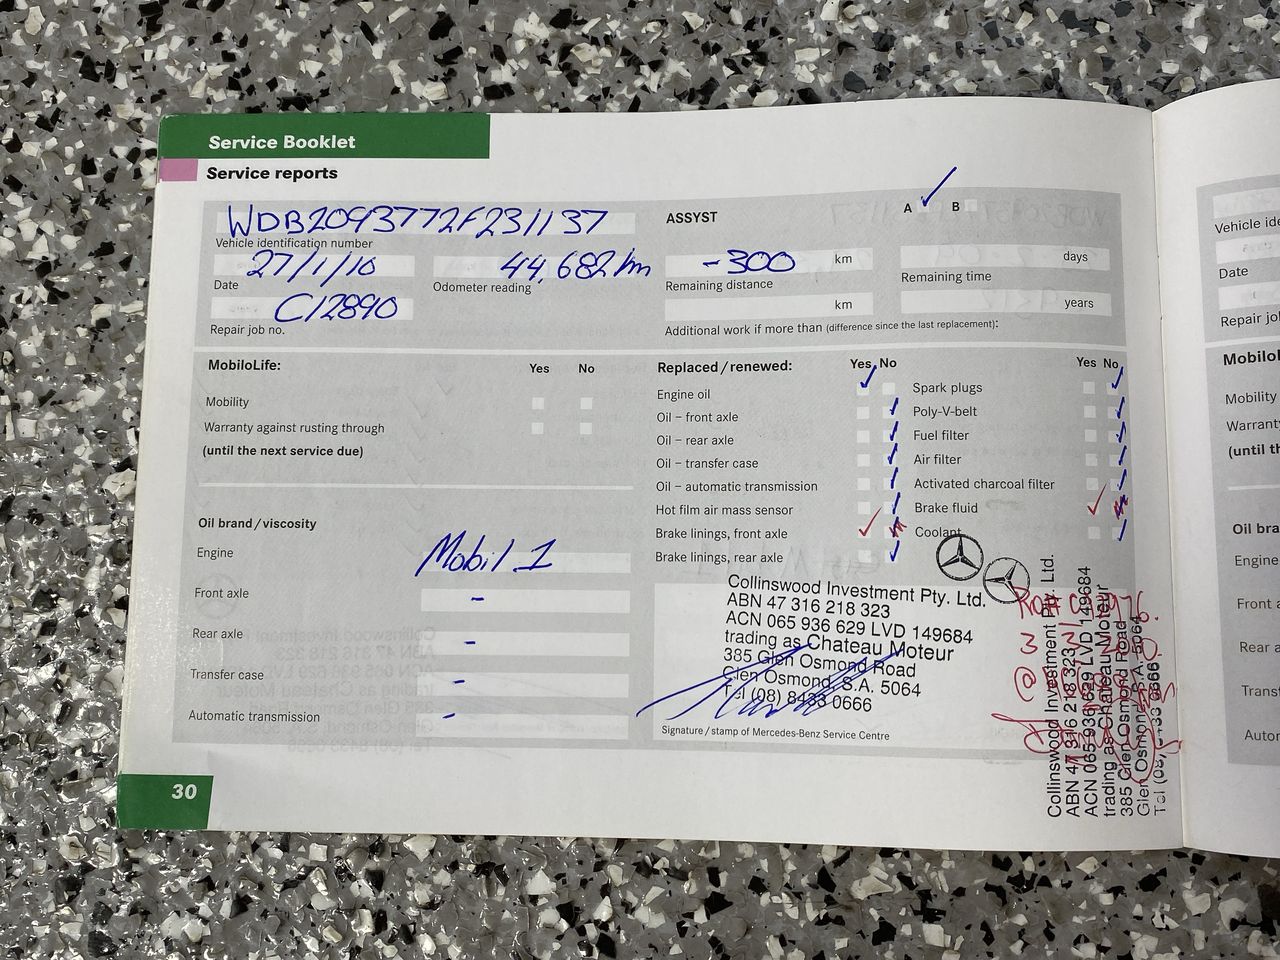 Service Booklet
Service reports
WDB2093772F231137
Vehicle identification number
27/1/10
Date
44,682 km
Odometer reading
C12890
Repair job no.
ASSYST
A ✓ B
-300 km
Remaining distance
days
Remaining time
km
years
Additional work if more than (difference since the last replacement):
MobiloLife:
Yes No
Mobility
Warranty against rusting through
(until the next service due)
Oil brand/viscosity
Engine
Mobil 1
Front axle
-
Rear axle
-
Transfer case
-
Automatic transmission
-
Replaced/renewed:
Yes No
Engine oil
Oil – front axle
Oil – rear axle
Oil – transfer case
Oil – automatic transmission
Hot film air mass sensor
Brake linings, front axle
Brake linings, rear axle
Yes No
Spark plugs
Poly-V-belt
Fuel filter
Air filter
Activated charcoal filter
Brake fluid
Coolant
Collinswood Investment Pty. Ltd.
ABN 47 316 218 323
ACN 065 936 629 LVD 149684
trading as Chateau Moteur
385 Glen Osmond Road
Glen Osmond, S.A. 5064
Tel (08) 8433 0666
Signature/stamp of Mercedes-Benz Service Centre
Collinswood Investment Pty. Ltd.
ABN 47 316 218 323
ACN 065 936 629 LVD 149684
trading as Chateau Moteur
385 Glen Osmond Road
Glen Osmond, S.A. 5064
Tel (08) 8433 0666
30
Vehicle ide
Date
Repair jo
Mobilol
Mobility
Warranty
(until th
Oil bra
Engine
Front a
Rear a
Trans
Autor